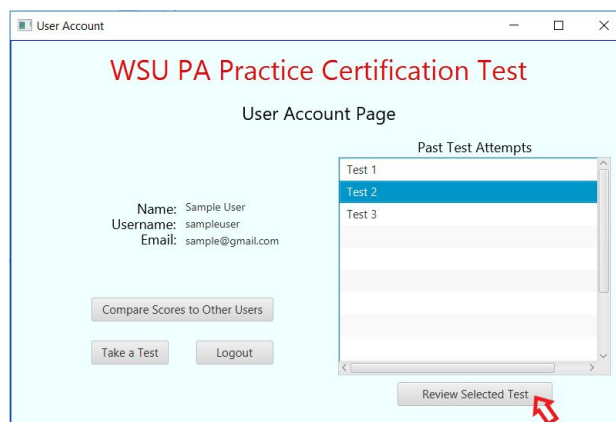 User Account
WSU PA Practice Certification Test
User Account Page
Past Test Attempts
Test 1
Test 2
Test 3
Name: Sample User
Username: sampleuser
Email: sample@gmail.com
Compare Scores to Other Users
Take a Test
Logout
Review Selected Test